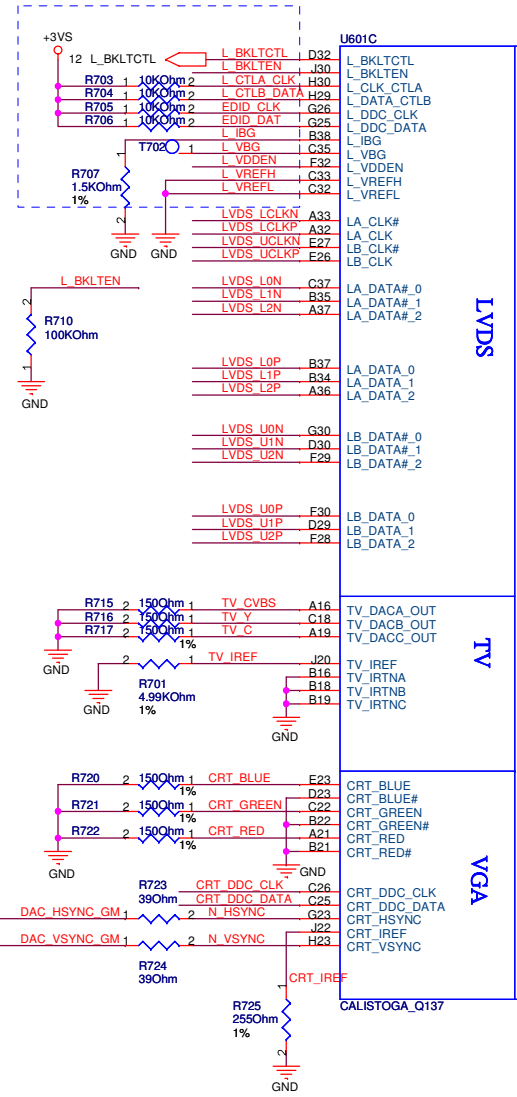 U601C
+3VS
12 L_BKLTCTL L_BKLTCTL D32 L_BKLTCTL
L_BKLTEN J30 L_BKLTEN
R703 1 10KOhm 2 L_CTLA_CLK H30 L_CLK_CTLA
R704 1 10KOhm 2 L_CTLB_DATA H29 L_DATA_CTLB
R705 1 10KOhm 2 EDID_CLK G26 L_DDC_CLK
R706 1 10KOhm 2 EDID_DAT G25 L_DDC_DATA
L_IBG B38 L_IBG
T702 1 L_VBG C35 L_VBG
L_VDDEN F32 L_VDDEN
L_VREFH C33 L_VREFH
L_VREFL C32 L_VREFL
1
R707
1.5KOhm
1%
2
GND GND
LVDS_LCLKN A33 LA_CLK#
LVDS_LCLKP A32 LA_CLK
LVDS_UCLKN E27 LB_CLK#
LVDS_UCLKP E26 LB_CLK
L_BKLTEN
LVDS_L0N C37 LA_DATA#_0
LVDS_L1N B35 LA_DATA#_1
LVDS_L2N A37 LA_DATA#_2
2
R710
100KOhm
1
GND
LVDS
LVDS_L0P B37 LA_DATA_0
LVDS_L1P B34 LA_DATA_1
LVDS_L2P A36 LA_DATA_2
LVDS_U0N G30 LB_DATA#_0
LVDS_U1N D30 LB_DATA#_1
LVDS_U2N F29 LB_DATA#_2
LVDS_U0P F30 LB_DATA_0
LVDS_U1P D29 LB_DATA_1
LVDS_U2P F28 LB_DATA_2
R715 2 150Ohm 1 TV_CVBS A16 TV_DACA_OUT
R716 2 150Ohm 1 TV_Y C18 TV_DACB_OUT
R717 2 150Ohm 1 TV_C A19 TV_DACC_OUT
1%
GND
TV
2 1 TV_IREF J20 TV_IREF
R701
4.99KOhm
1%
GND
B16 TV_IRTNA
B18 TV_IRTNB
B19 TV_IRTNC
GND
R720 2 150Ohm 1 CRT_BLUE E23 CRT_BLUE
1%
D23 CRT_BLUE#
R721 2 150Ohm 1 CRT_GREEN C22 CRT_GREEN
1%
B22 CRT_GREEN#
R722 2 150Ohm 1 CRT_RED A21 CRT_RED
1%
B21 CRT_RED#
GND GND
VGA
R723
39Ohm
CRT_DDC_CLK C26 CRT_DDC_CLK
CRT_DDC_DATA C25 CRT_DDC_DATA
DAC_HSYNC_GM 1 2 N_HSYNC G23 CRT_HSYNC
J22 CRT_IREF
DAC_VSYNC_GM 1 2 N_VSYNC H23 CRT_VSYNC
R724
39Ohm
CRT_IREF
1
R725
255Ohm
1%
2
GND
CALISTOGA_Q137